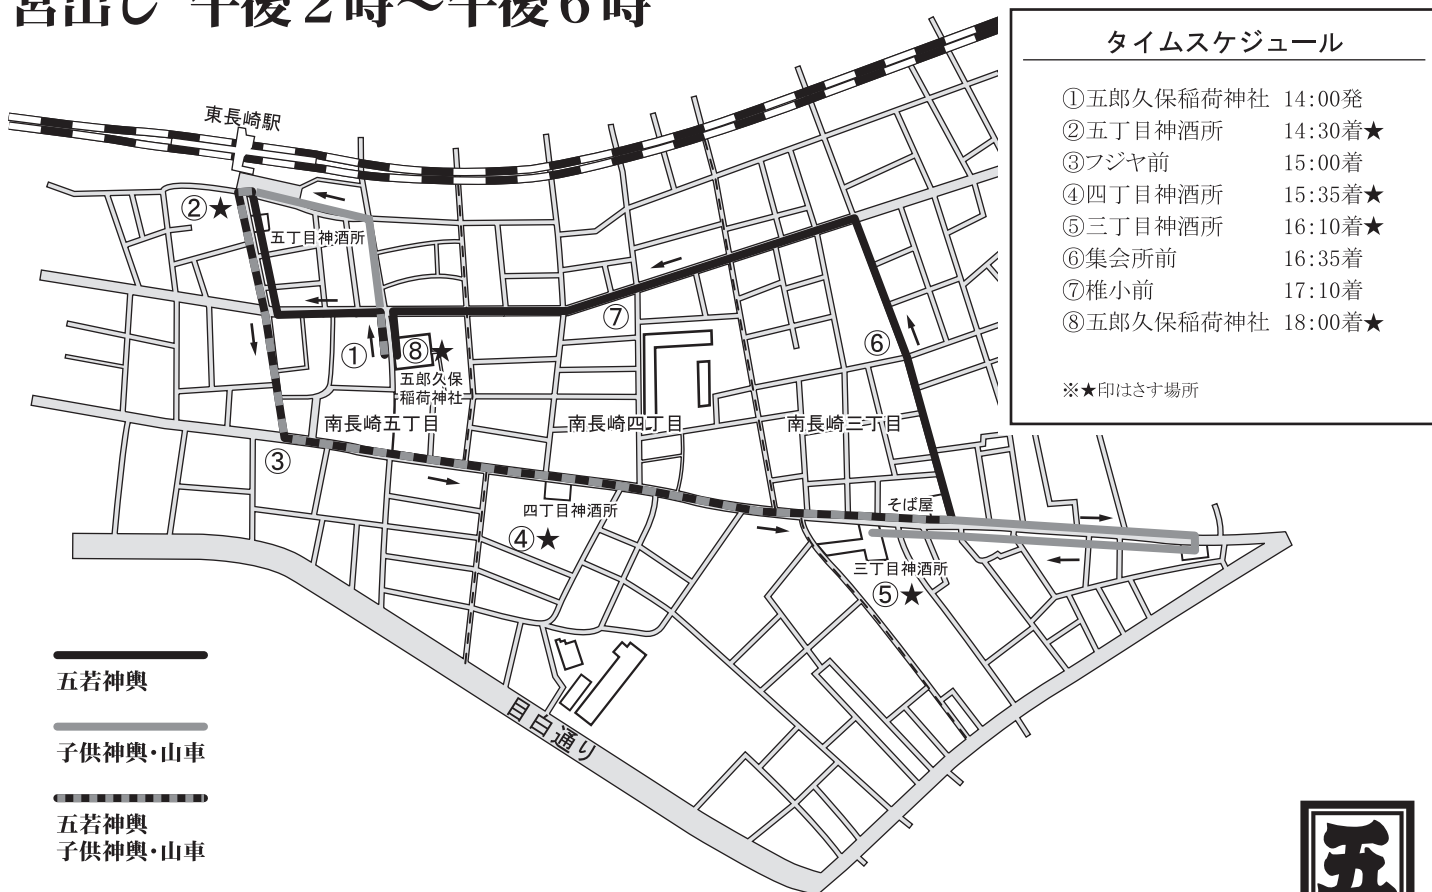 宮出し 午後2時〜午後6時
タイムスケジュール
①五郎久保稲荷神社 14:00発
②五丁目神酒所 14:30着★
③フジヤ前 15:00着
④四丁目神酒所 15:35着★
⑤三丁目神酒所 16:10着★
⑥集会所前 16:35着
⑦椎小前 17:10着
⑧五郎久保稲荷神社 18:00着★
※★印はさす場所
東長崎駅
②★
五丁目神酒所
⑦
①
⑧★
⑥
五郎久保
稲荷神社
南長崎五丁目
南長崎四丁目
南長崎三丁目
③
四丁目神酒所
④★
そば屋
三丁目神酒所
⑤★
目白通り
五若神輿
子供神輿・山車
五若神輿
子供神輿・山車
五